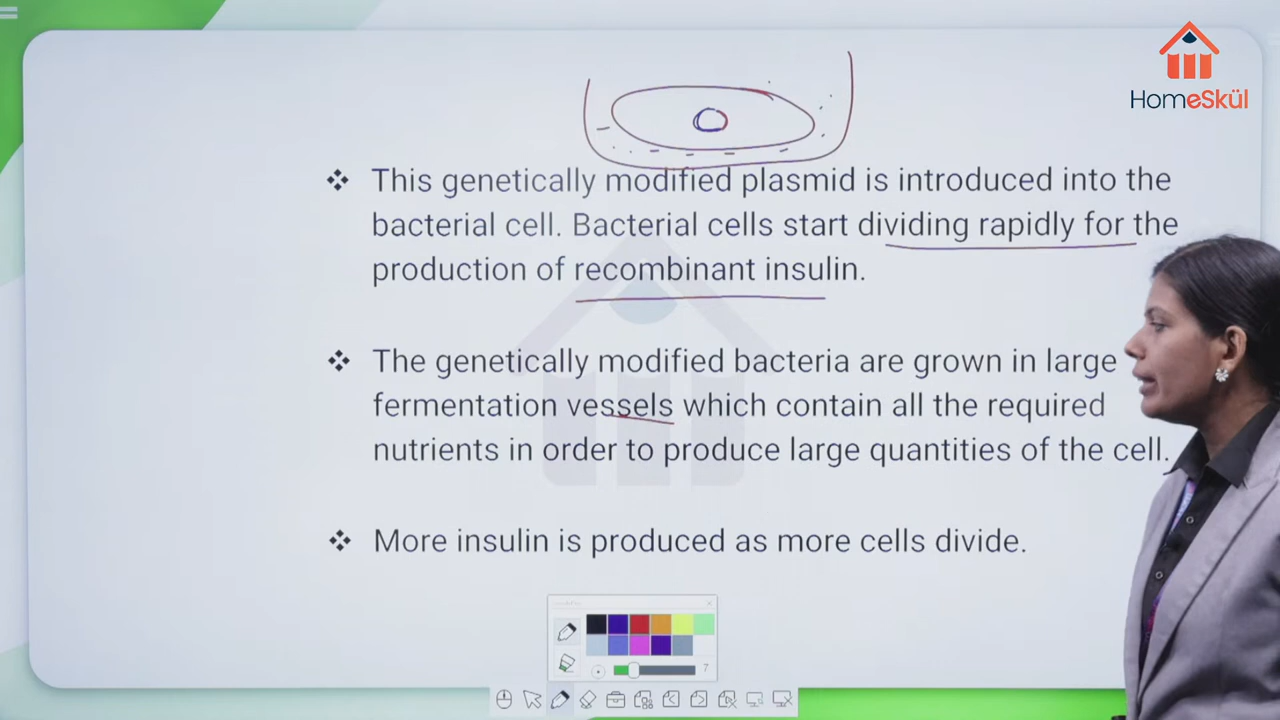 HomeSkül
❖ This genetically modified plasmid is introduced into the
bacterial cell. Bacterial cells start dividing rapidly for the
production of recombinant insulin.
❖ The genetically modified bacteria are grown in large
fermentation vessels which contain all the required
nutrients in order to produce large quantities of the cell.
❖ More insulin is produced as more cells divide.
7